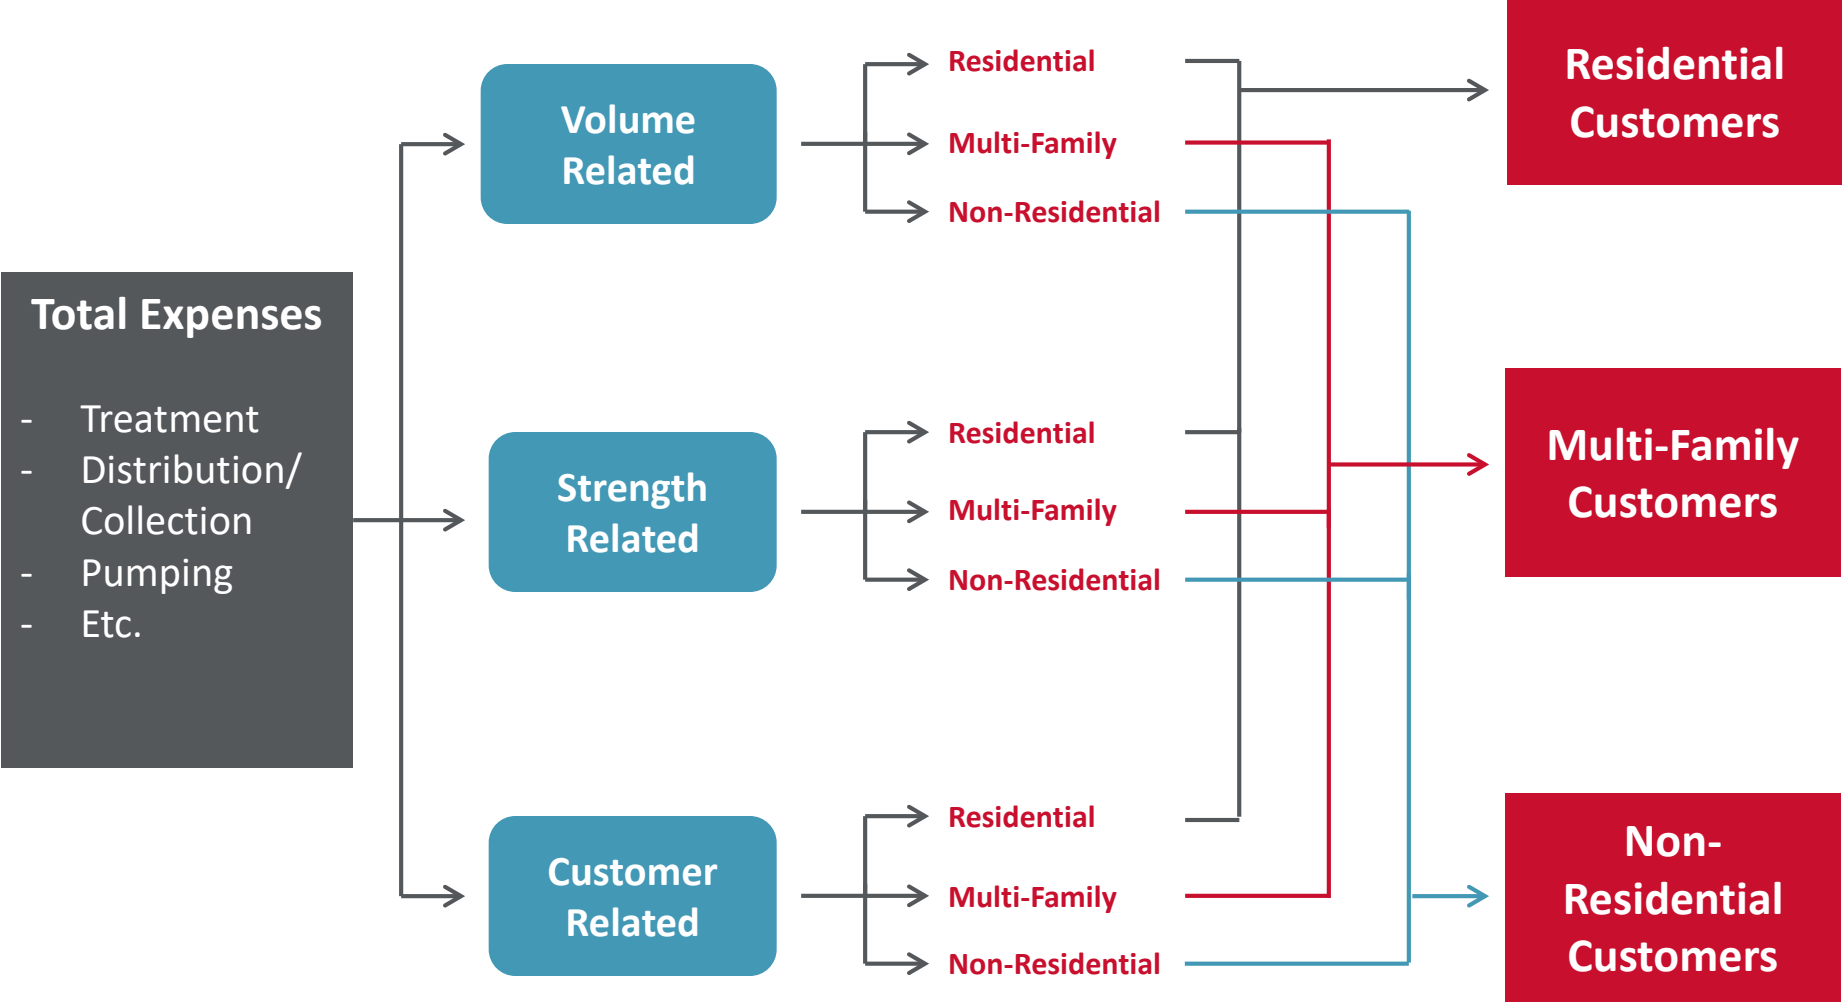 Total Expenses
- Treatment
- Distribution/
Collection
- Pumping
- Etc.
Volume
Related
Residential
Multi-Family
Non-Residential
Strength
Related
Residential
Multi-Family
Non-Residential
Customer
Related
Residential
Multi-Family
Non-Residential
Residential
Customers
Multi-Family
Customers
Non-
Residential
Customers